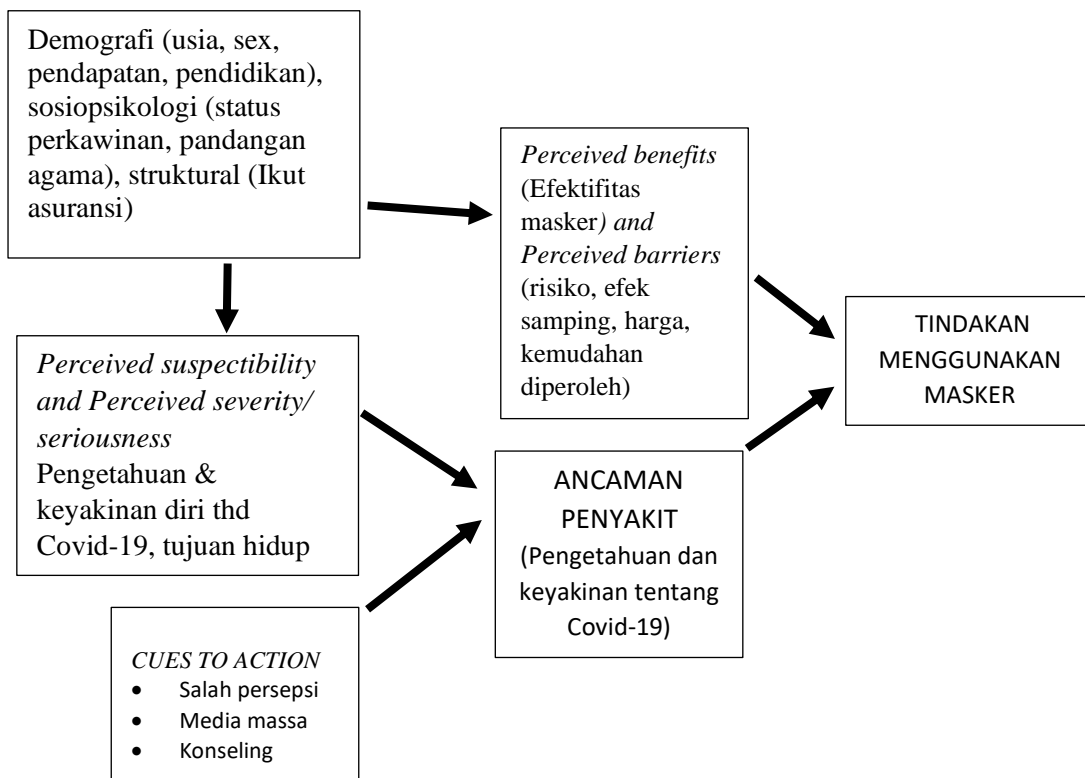 Demografi (usia, sex,
pendapatan, pendidikan),
sosiopsikologi (status
perkawinan, pandangan
agama), struktural (Ikut
asuransi)
Perceived benefits
(Efektifitas
masker) and
Perceived barriers
(risiko, efek
samping, harga,
kemudahan
diperoleh)
TINDAKAN
MENGGUNAKAN
MASKER
Perceived suspectibility
and Perceived severity/
seriousness
Pengetahuan &
keyakinan diri thd
Covid-19, tujuan hidup
ANCAMAN
PENYAKIT
(Pengetahuan dan
keyakinan tentang
Covid-19)
CUES TO ACTION
• Salah persepsi
• Media massa
• Konseling